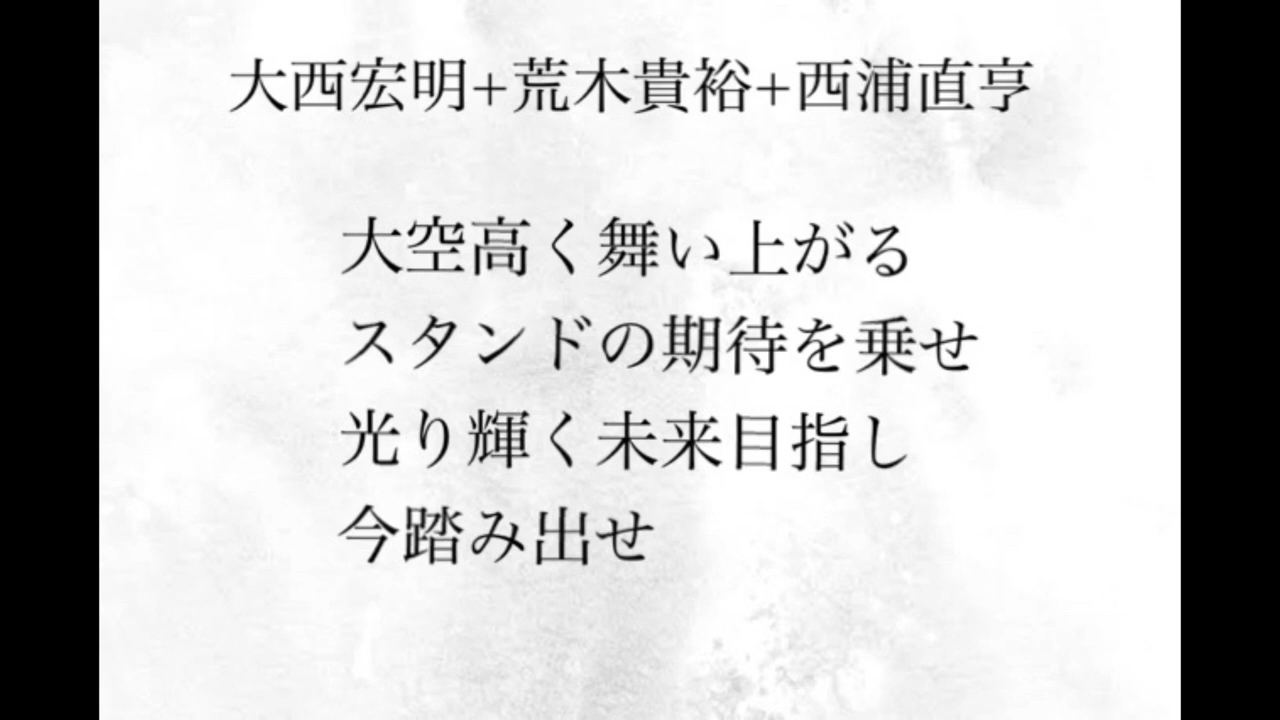 大西宏明+荒木貴裕+西浦直亨
大空高く舞い上がる
スタンドの期待を乗せ
光り輝く未来目指し
今踏み出せ